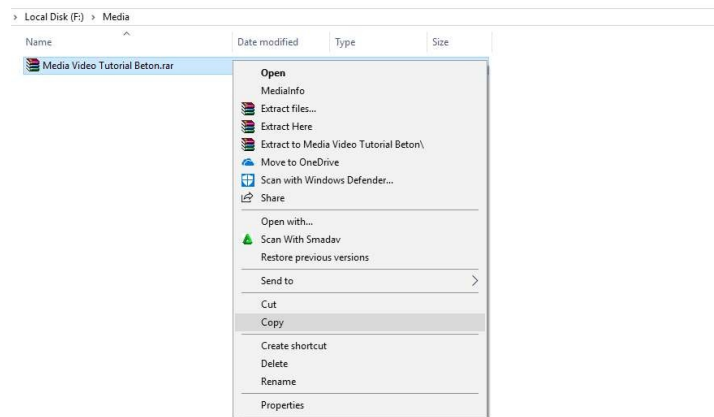 › Local Disk (F:) › Media
Name Date modified Type Size
Media Video Tutorial Beton.rar
Open
MediaInfo
Extract files...
Extract Here
Extract to Media Video Tutorial Beton\
Move to OneDrive
Scan with Windows Defender...
Share
Open with...
Scan With Smadav
Restore previous versions
Send to
Cut
Copy
Create shortcut
Delete
Rename
Properties